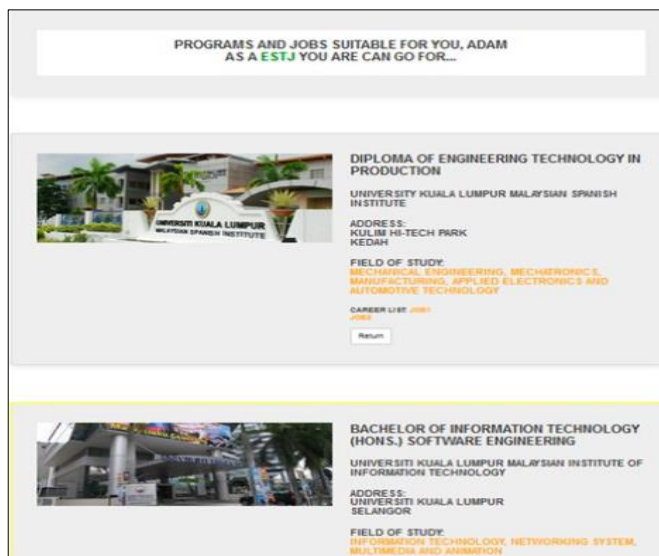 PROGRAMS AND JOBS SUITABLE FOR YOU, ADAM
AS A ESTJ YOU ARE CAN GO FOR...
UNIVERSITI KUALA LUMPUR
MALAYSIAN SPANISH INSTITUTE
DIPLOMA OF ENGINEERING TECHNOLOGY IN
PRODUCTION
UNIVERSITY KUALA LUMPUR MALAYSIAN SPANISH
INSTITUTE
ADDRESS:
KULIM HI-TECH PARK
KEDAH
FIELD OF STUDY:
MECHANICAL ENGINEERING, MECHATRONICS,
MANUFACTURING, APPLIED ELECTRONICS AND
AUTOMOTIVE TECHNOLOGY
CAREER LIST: JOB1
JOB2
Return
BACHELOR OF INFORMATION TECHNOLOGY
(HONS.) SOFTWARE ENGINEERING
UNIVERSITI KUALA LUMPUR MALAYSIAN INSTITUTE OF
INFORMATION TECHNOLOGY
ADDRESS:
UNIVERSITI KUALA LUMPUR
SELANGOR
FIELD OF STUDY:
INFORMATION TECHNOLOGY, NETWORKING SYSTEM,
MULTIMEDIA AND ANIMATION